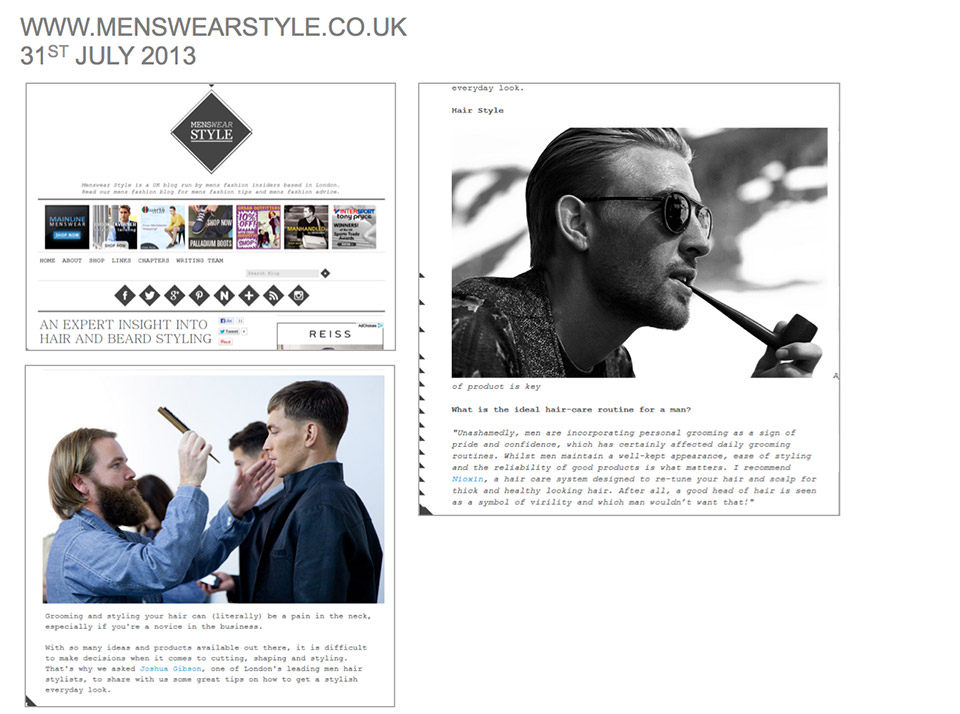 WWW.MENSWEARSTYLE.CO.UK
31ST JULY 2013
MENSWEAR
STYLE
Menswear Style is a UK blog run by mens fashion insiders based in London.
Read our mens fashion blog for mens fashion tips and mens fashion advice.
MAINLINE
MENSWEAR
SHOP NOW
SHOP NOW
SHOP NOW
PALLADIUM BOOTS
URBAN OUTFITTERS
10%
OFF!
MANHANDLED
INTERSPORT
tony pryce
WINNERS!
Sports Trade
Awards
HOME ABOUT SHOP LINKS CHAPTERS WRITING TEAM
Search Blog
AN EXPERT INSIGHT INTO
HAIR AND BEARD STYLING
Like
Tweet
Pin it
AdChoices
REISS
Grooming and styling your hair can (literally) be a pain in the neck,
especially if you're a novice in the business.
With so many ideas and products available out there, it is difficult
to make decisions when it comes to cutting, shaping and styling.
That's why we asked Joshua Gibson, one of London's leading men hair
stylists, to share with us some great tips on how to get a stylish
everyday look.
everyday look.
Hair Style
of product is key
What is the ideal hair-care routine for a man?
"Unashamedly, men are incorporating personal grooming as a sign of
pride and confidence, which has certainly affected daily grooming
routines. Whilst men maintain a well-kept appearance, ease of styling
and the reliability of good products is what matters. I recommend
Nioxin, a hair care system designed to re-tune your hair and scalp for
thick and healthy looking hair. After all, a good head of hair is seen
as a symbol of virility and which man wouldn't want that!"